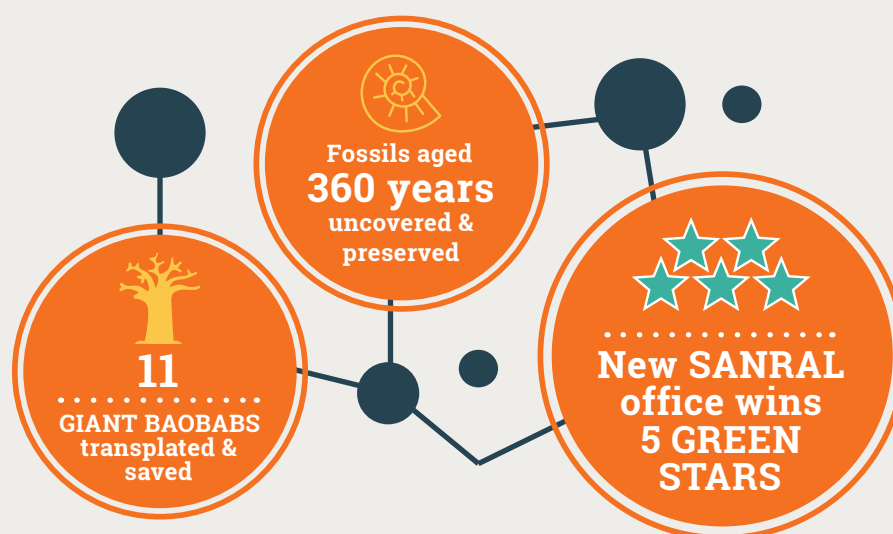 Fossils aged
360 years
uncovered &
preserved
11
GIANT BAOBABS
transplated &
saved
New SANRAL
office wins
5 GREEN
STARS